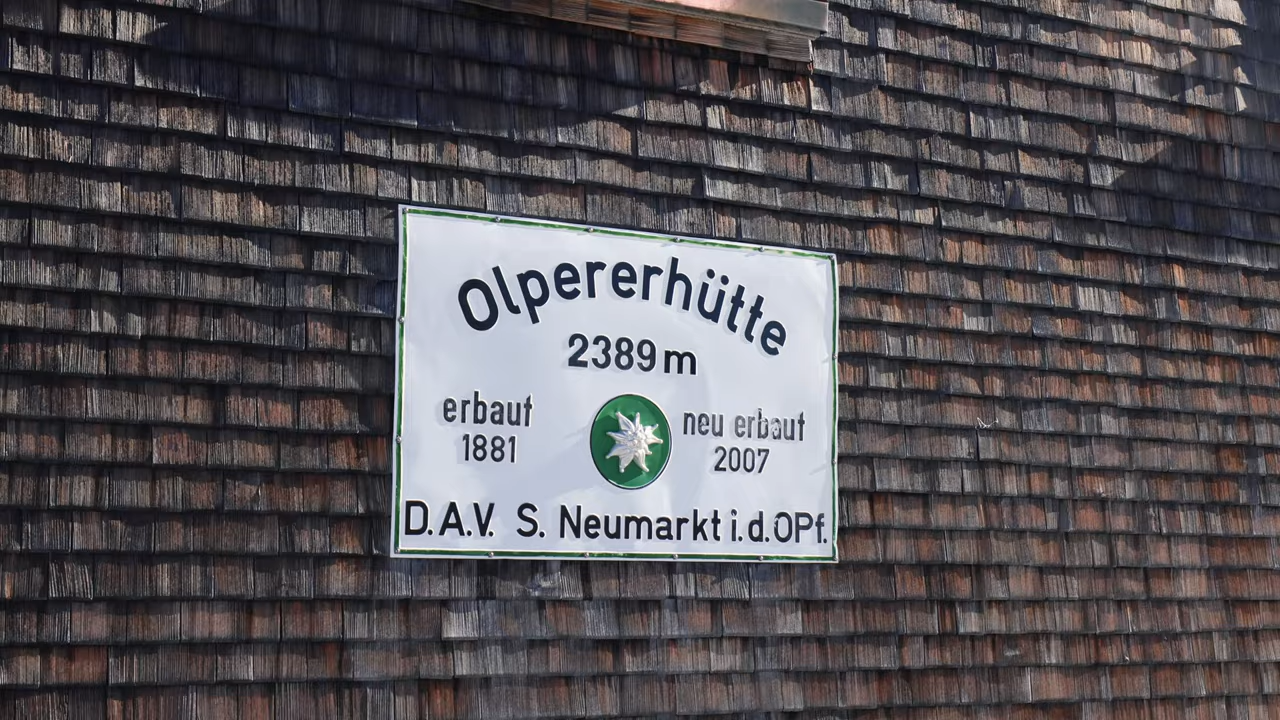 Olpererhütte
2389 m
erbaut
1881
neu erbaut
2007
D.A.V. S. Neumarkt i.d.OPf.